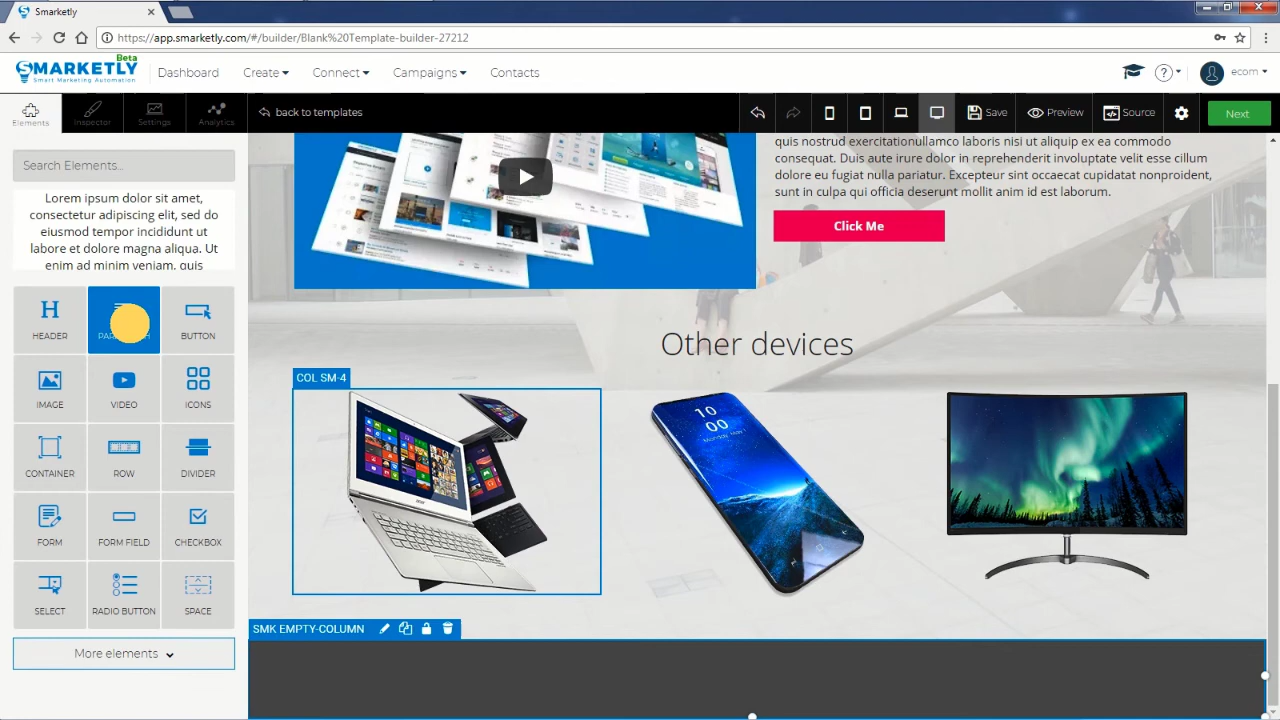 Smarketly
https://app.smarketly.com/#/builder/Blank%20Template-builder-27212
Beta
SMARKETLY
Smart Marketing Automation
Dashboard
Create
Connect
Campaigns
Contacts
?
ecom
Elements
Inspector
Settings
Analytics
back to templates
Save
Preview
Source
Next
Search Elements...
Lorem ipsum dolor sit amet,
consectetur adipiscing elit, sed do
eiusmod tempor incididunt ut
labore et dolore magna aliqua. Ut
enim ad minim veniam, quis
H
HEADER
BUTTON
IMAGE
VIDEO
ICONS
CONTAINER
ROW
DIVIDER
FORM
FORM FIELD
CHECKBOX
SELECT
RADIO BUTTON
SPACE
More elements
quis nostrud exercitationullamco laboris nisi ut aliquip ex ea commodo
consequat. Duis aute irure dolor in reprehenderit involuptate velit esse cillum
dolore eu fugiat nulla pariatur. Excepteur sint occaecat cupidatat nonproident,
sunt in culpa qui officia deserunt mollit anim id est laborum.
Click Me
Other devices
COL SM-4
10
00
SMK EMPTY-COLUMN